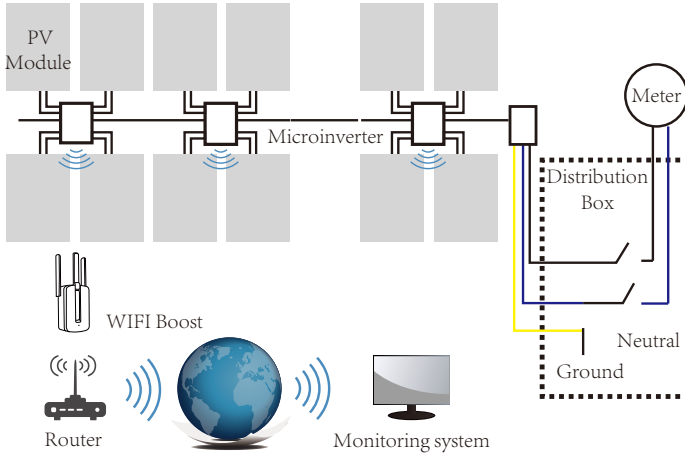 PV
Module
Microinverter
Meter
Distribution
Box
WIFI Boost
Neutral
Ground
Router
Monitoring system